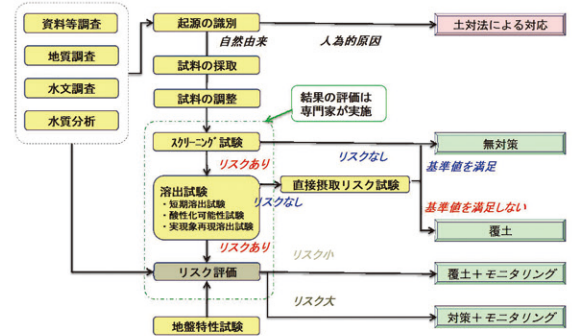 資料等調査
地質調査
水文調査
水質分析
起源の識別
自然由来
人為的原因
土対法による対応
試料の採取
試料の調整
結果の評価は
専門家が実施
スクリーニング試験
リスクなし
無対策
リスクあり
基準値を満足
溶出試験
・短期溶出試験
・酸性化可能性試験
・実現象再現溶出試験
リスクなし
直接摂取リスク試験
基準値を満足しない
覆土
リスクあり
リスク小
リスク評価
覆土＋モニタリング
リスク大
対策＋モニタリング
地盤特性試験